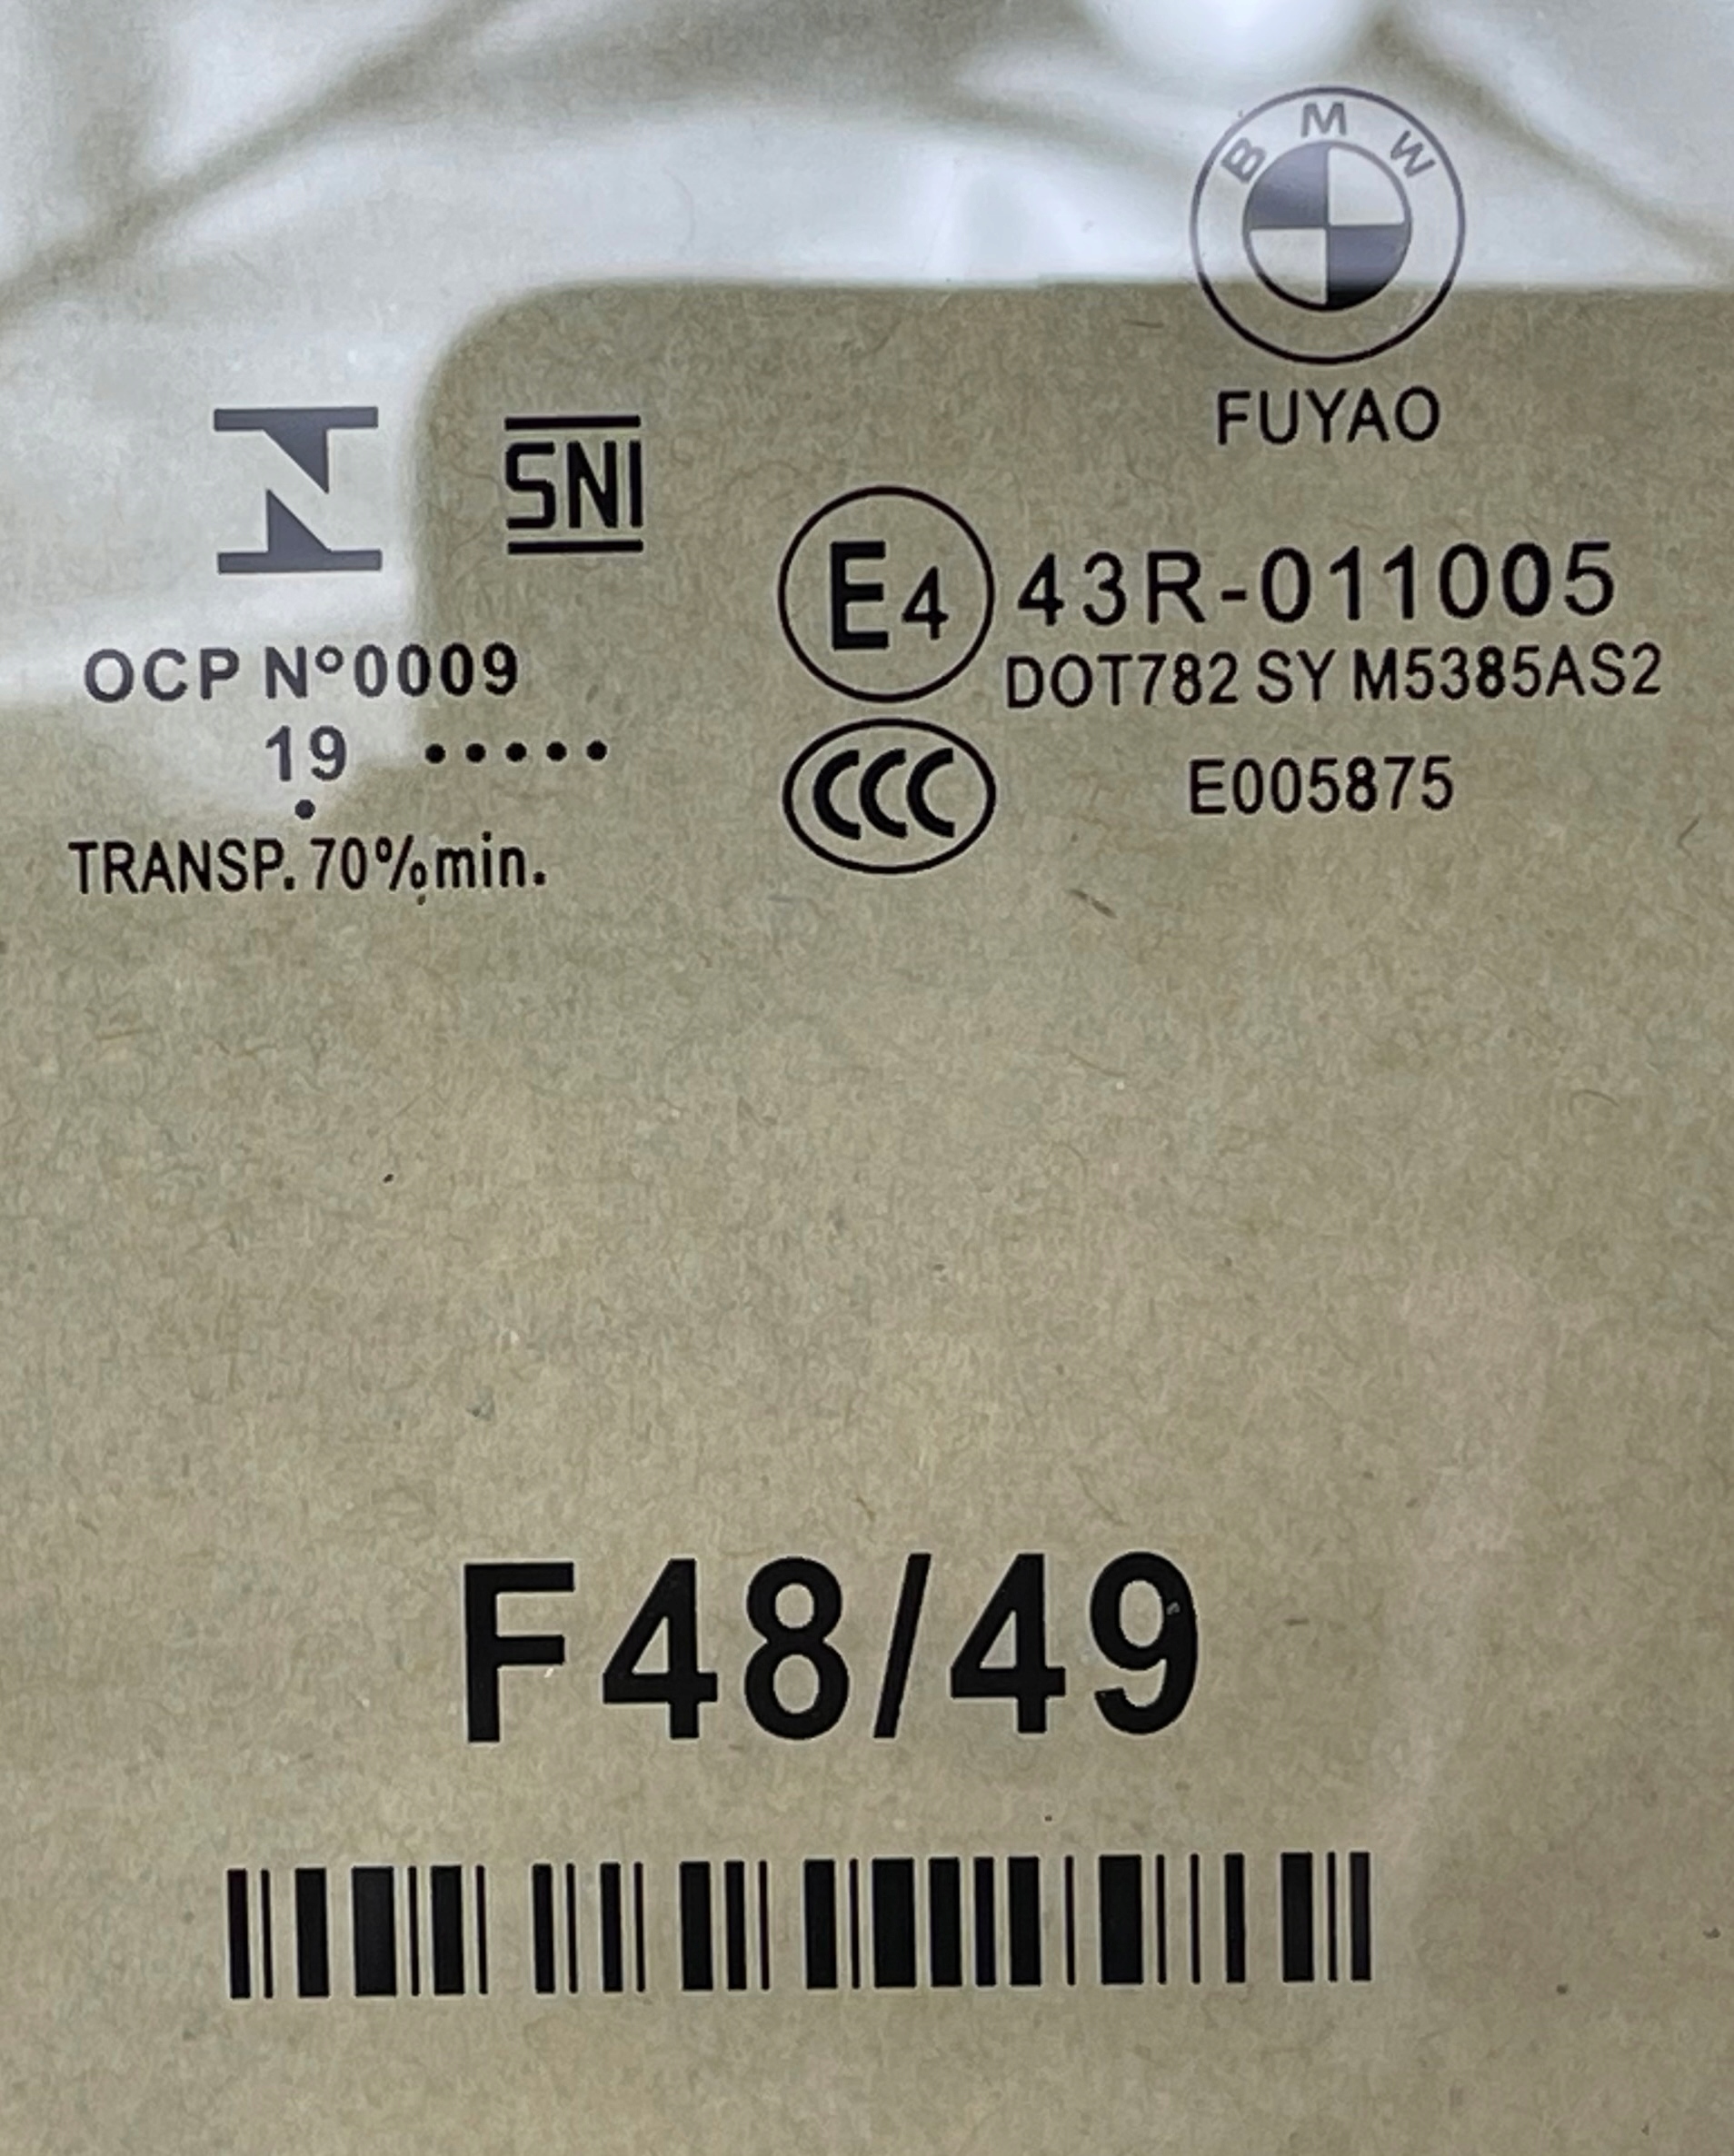 BMW
FUYAO
SNI
E4 43R-011005
OCP N°0009
DOT782 SY M5385AS2
19 •••••
•
CCC
E005875
TRANSP. 70%min.
F48/49